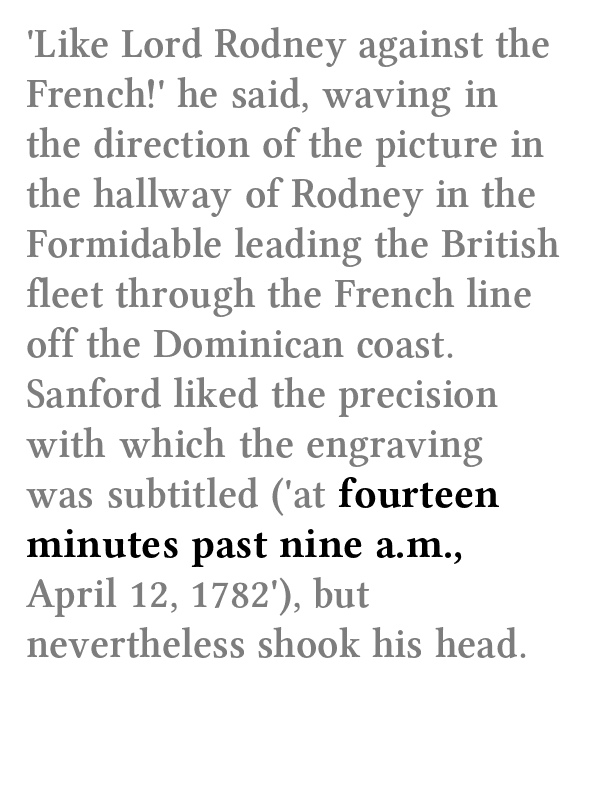 'Like Lord Rodney against the
French!' he said, waving in
the direction of the picture in
the hallway of Rodney in the
Formidable leading the British
fleet through the French line
off the Dominican coast.
Sanford liked the precision
with which the engraving
was subtitled ('at fourteen
minutes past nine a.m.,
April 12, 1782'), but
nevertheless shook his head.